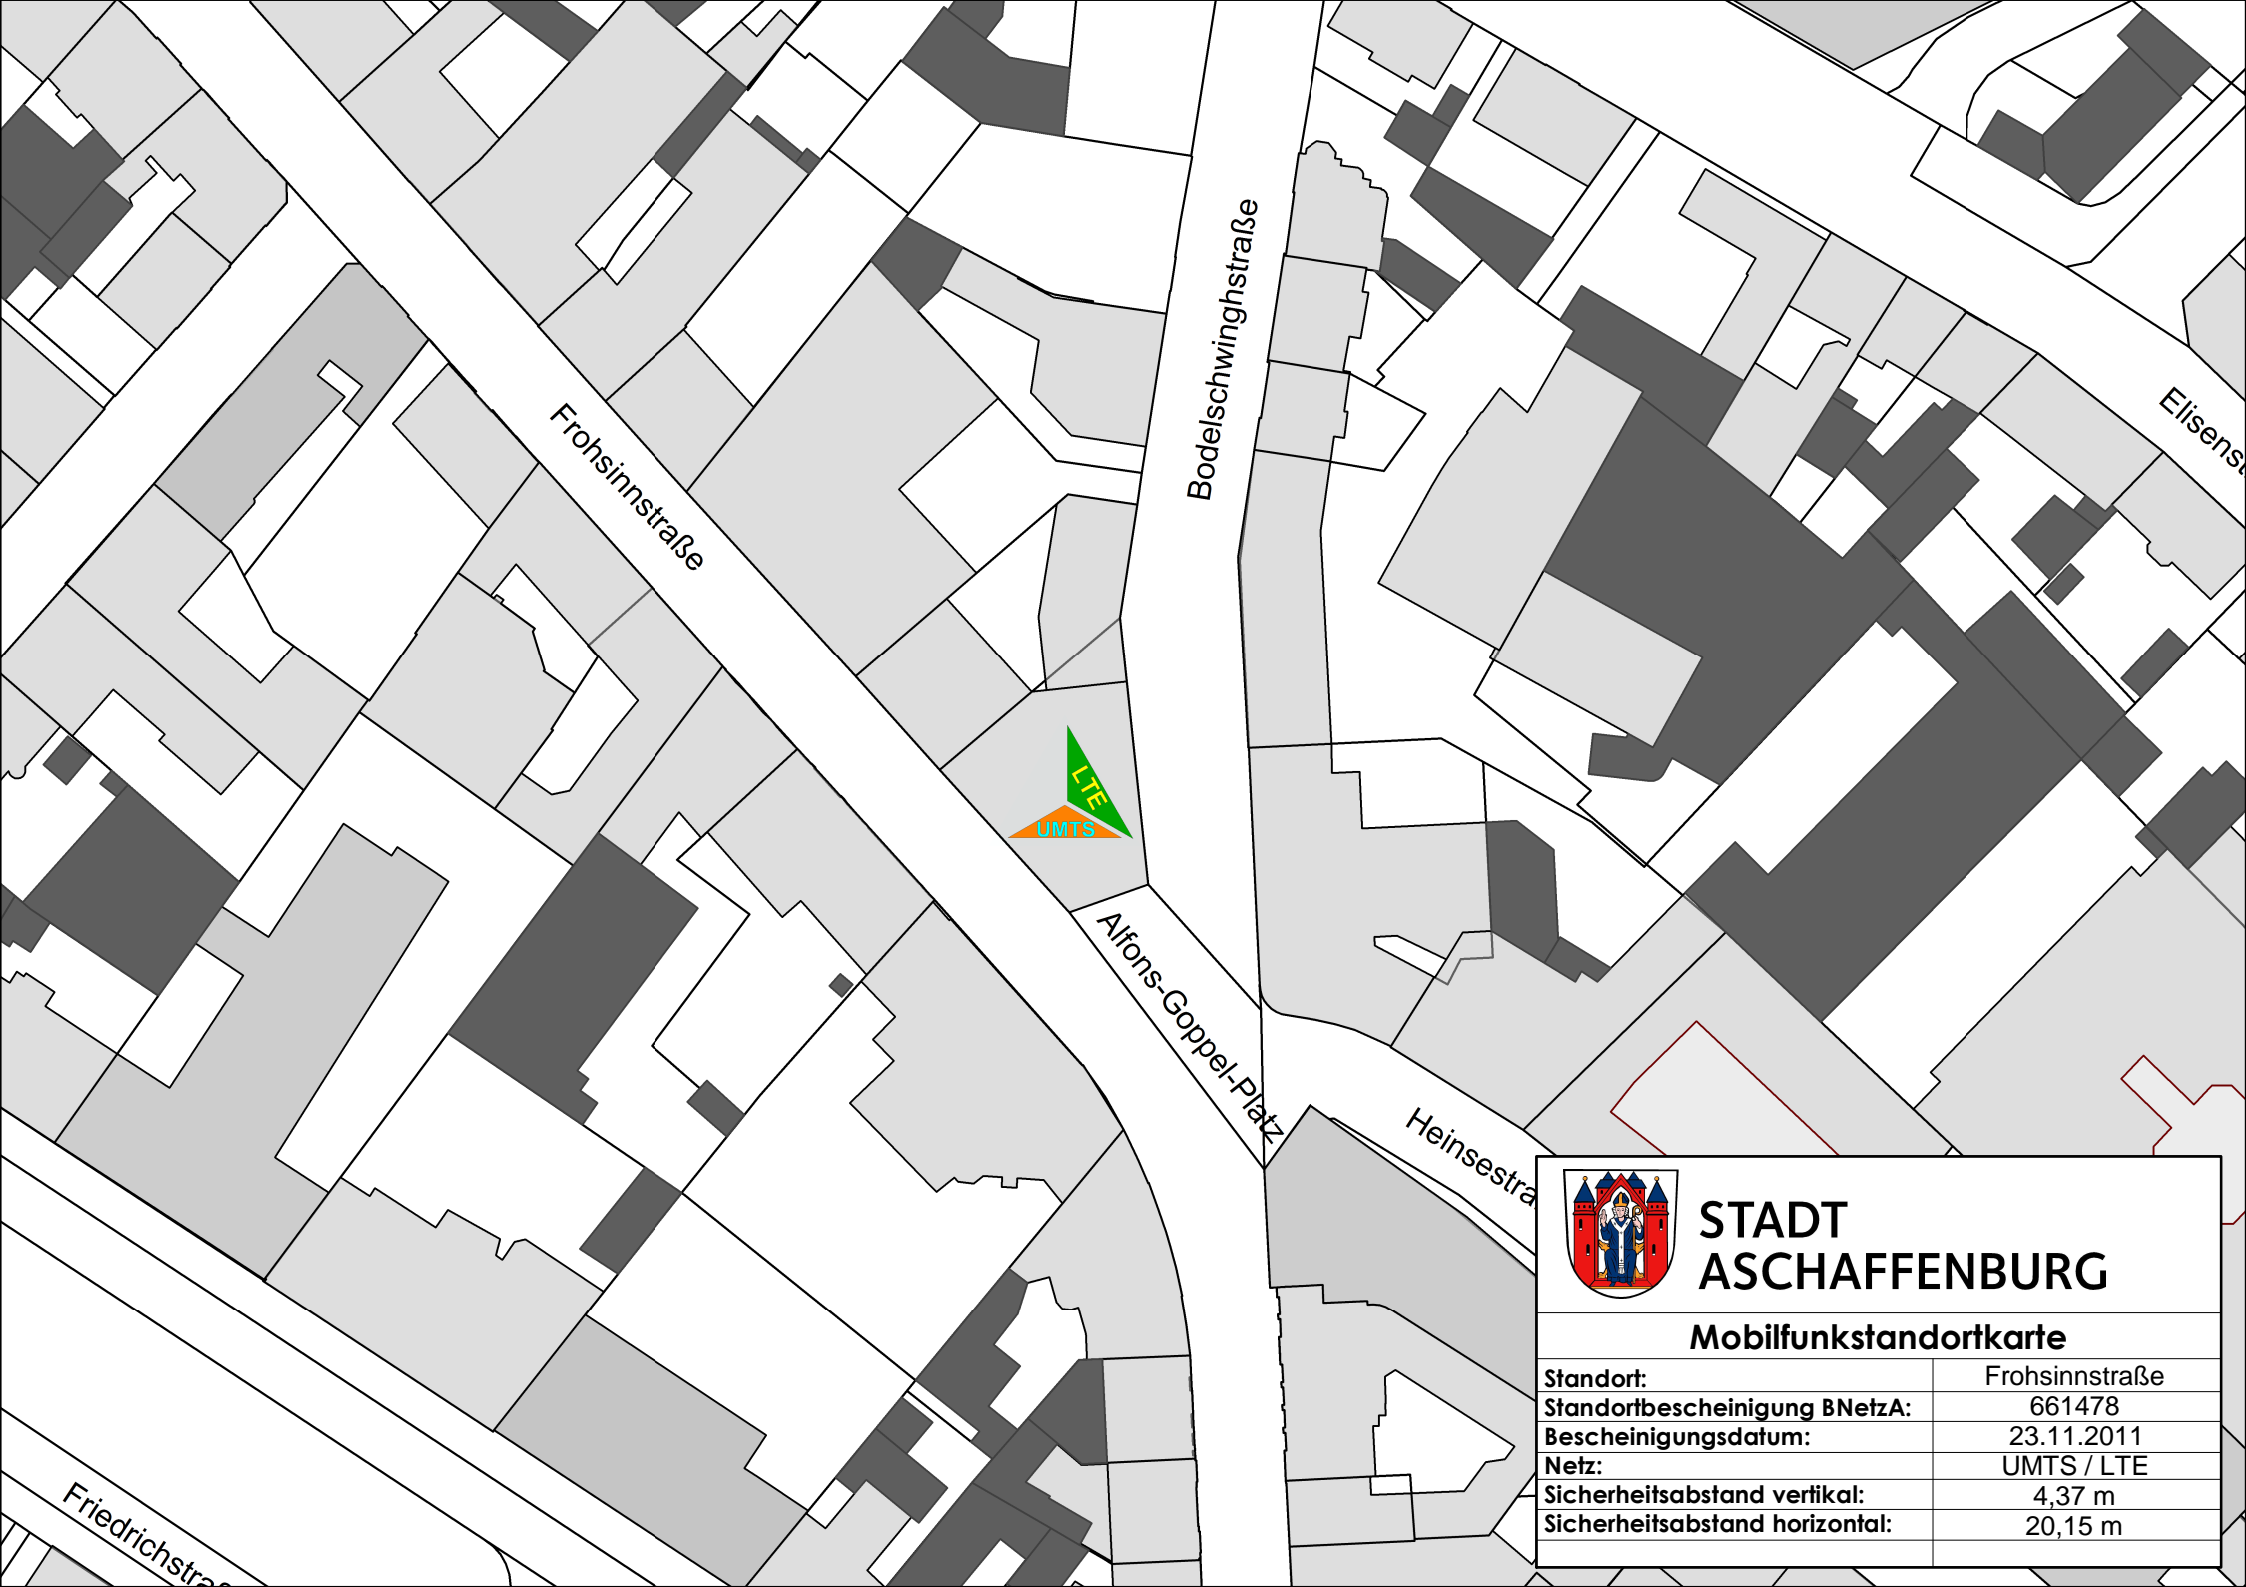 Bodelschwinghstraße
Elisenst
Frohsinnstraße
LTE
UMTS
Alfons-Goppel-Platz
Heinsestra
STADT
ASCHAFFENBURG
Mobilfunkstandortkarte
Standort: Frohsinnstraße
Standortbescheinigung BNetzA: 661478
Bescheinigungsdatum: 23.11.2011
Netz: UMTS / LTE
Sicherheitsabstand vertikal: 4,37 m
Sicherheitsabstand horizontal: 20,15 m
Friedrichstraß